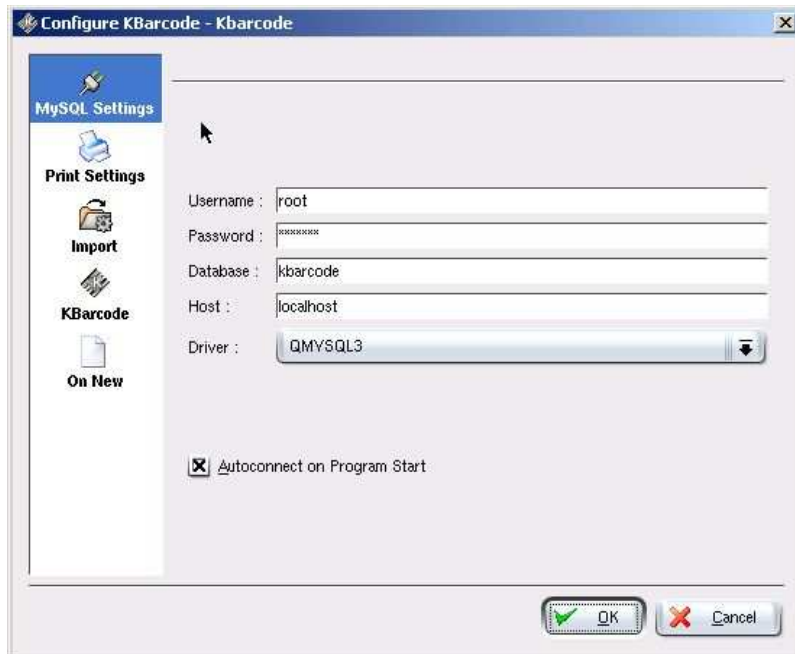 Configure KBarcode - Kbarcode
MySQL Settings
Print Settings
Import
KBarcode
On New
Username : root
Password : *******
Database : kbarcode
Host : localhost
Driver : QMYSQL3
Autoconnect on Program Start
OK
Cancel